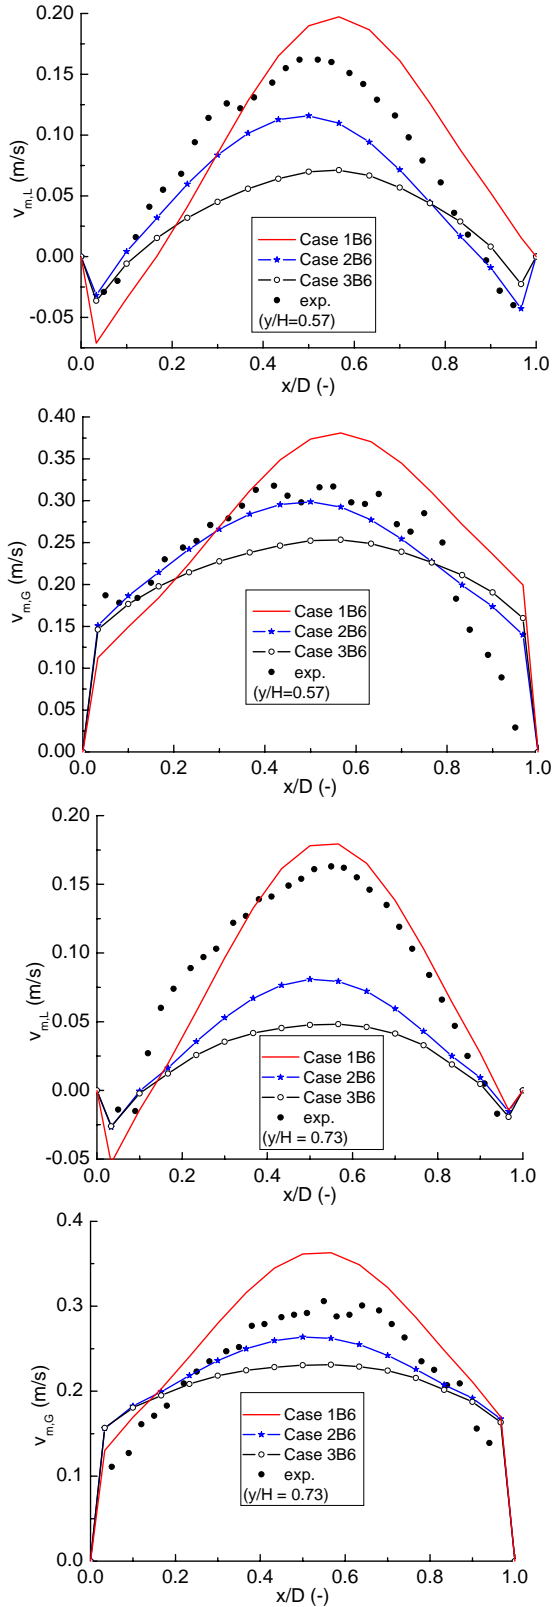 0.20
0.15
0.10
0.05
0.00
-0.05
v_m,L (m/s)
Case 1B6
Case 2B6
Case 3B6
exp.
(y/H=0.57)
0.0 0.2 0.4 0.6 0.8 1.0
x/D (-)
0.40
0.35
0.30
0.25
0.20
0.15
0.10
0.05
0.00
v_m,G (m/s)
Case 1B6
Case 2B6
Case 3B6
exp.
(y/H=0.57)
0.0 0.2 0.4 0.6 0.8 1.0
x/D (-)
0.20
0.15
0.10
0.05
0.00
-0.05
v_m,L (m/s)
Case 1B6
Case 2B6
Case 3B6
exp.
(y/H = 0.73)
0.0 0.2 0.4 0.6 0.8 1.0
x/D (-)
0.4
0.3
0.2
0.1
0.0
v_m,G (m/s)
Case 1B6
Case 2B6
Case 3B6
exp.
(y/H = 0.73)
0.0 0.2 0.4 0.6 0.8 1.0
x/D (-)